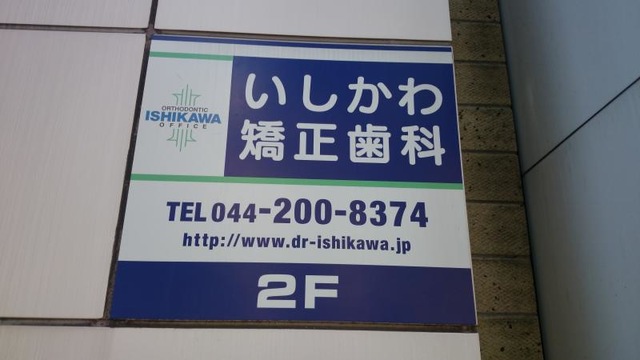 ORTHODONTIC
ISHIKAWA
OFFICE
いしかわ
矯正歯科
TEL 044-200-8374
http://www.dr-ishikawa.jp
2F